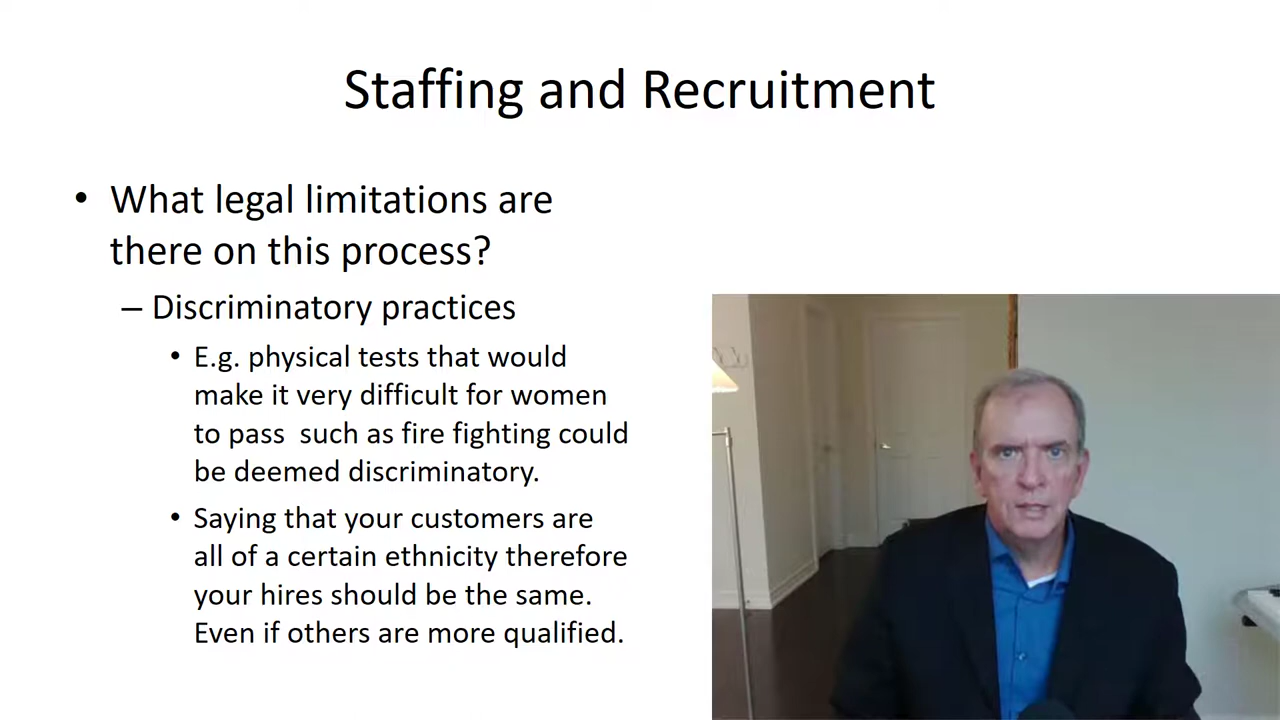 Staffing and Recruitment
• What legal limitations are
there on this process?
– Discriminatory practices
• E.g. physical tests that would
make it very difficult for women
to pass  such as fire fighting could
be deemed discriminatory.
• Saying that your customers are
all of a certain ethnicity therefore
your hires should be the same.
Even if others are more qualified.